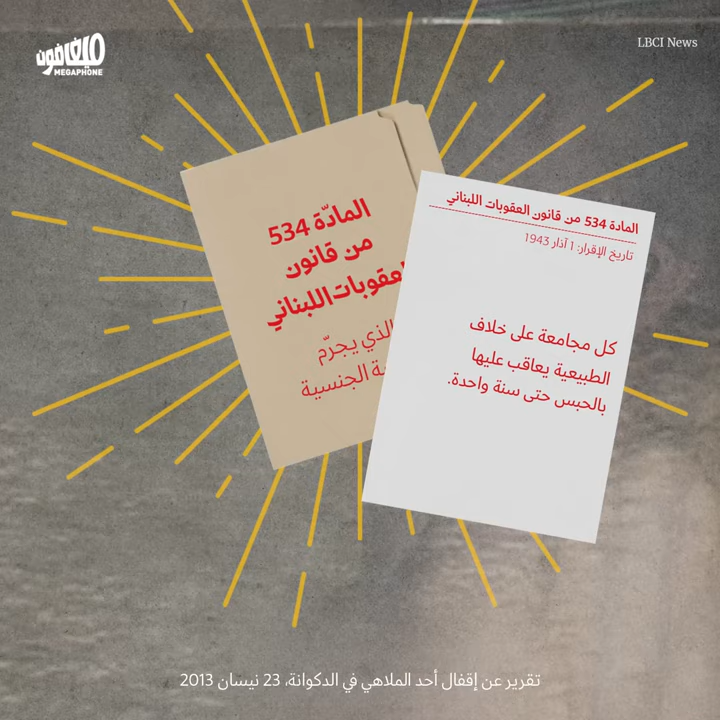 ميغافون
MEGAPHONE
LBCI News
المادّة 534
من قانون
العقوبات اللبناني
الذي يجرّم
الجنسية
المادة 534 من قانون العقوبات اللبناني
تاريخ الإقرار: 1 آذار 1943
كل مجامعة على خلاف
الطبيعية يعاقب عليها
بالحبس حتى سنة واحدة.
تقرير عن إقفال أحد الملاهي في الدكوانة، 23 نيسان 2013